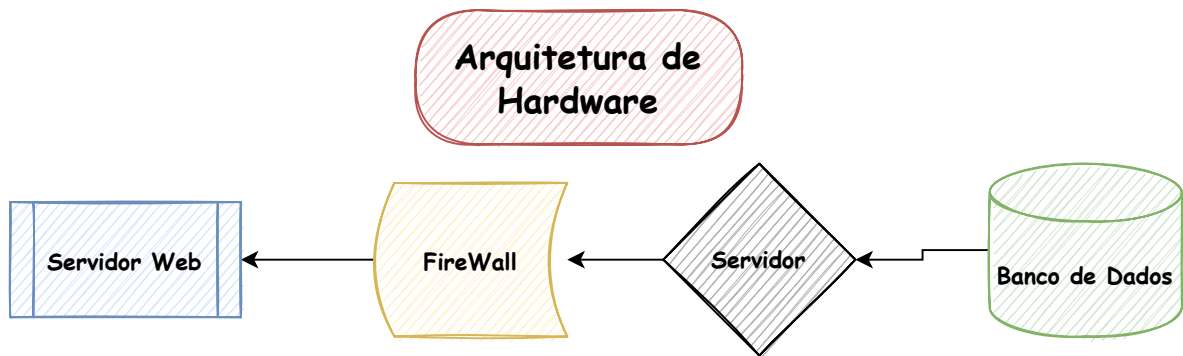 Arquitetura de
Hardware
Servidor Web
FireWall
Servidor
Banco de Dados